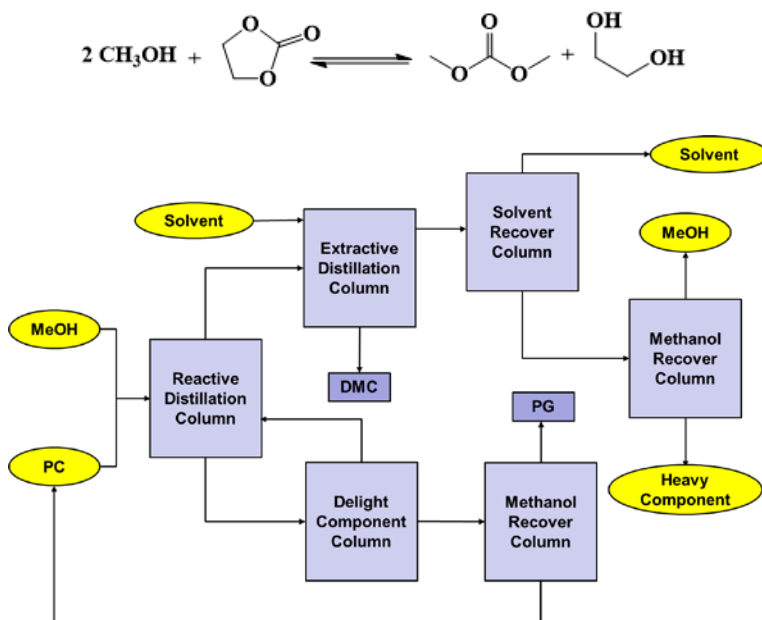 2 CH₃OH +
O
O
O
O
O
O
+
OH
OH
Solvent
Solvent
Extractive
Distillation
Column
Solvent
Recover
Column
MeOH
MeOH
Reactive
Distillation
Column
DMC
PG
Methanol
Recover
Column
PC
Delight
Component
Column
Methanol
Recover
Column
Heavy
Component